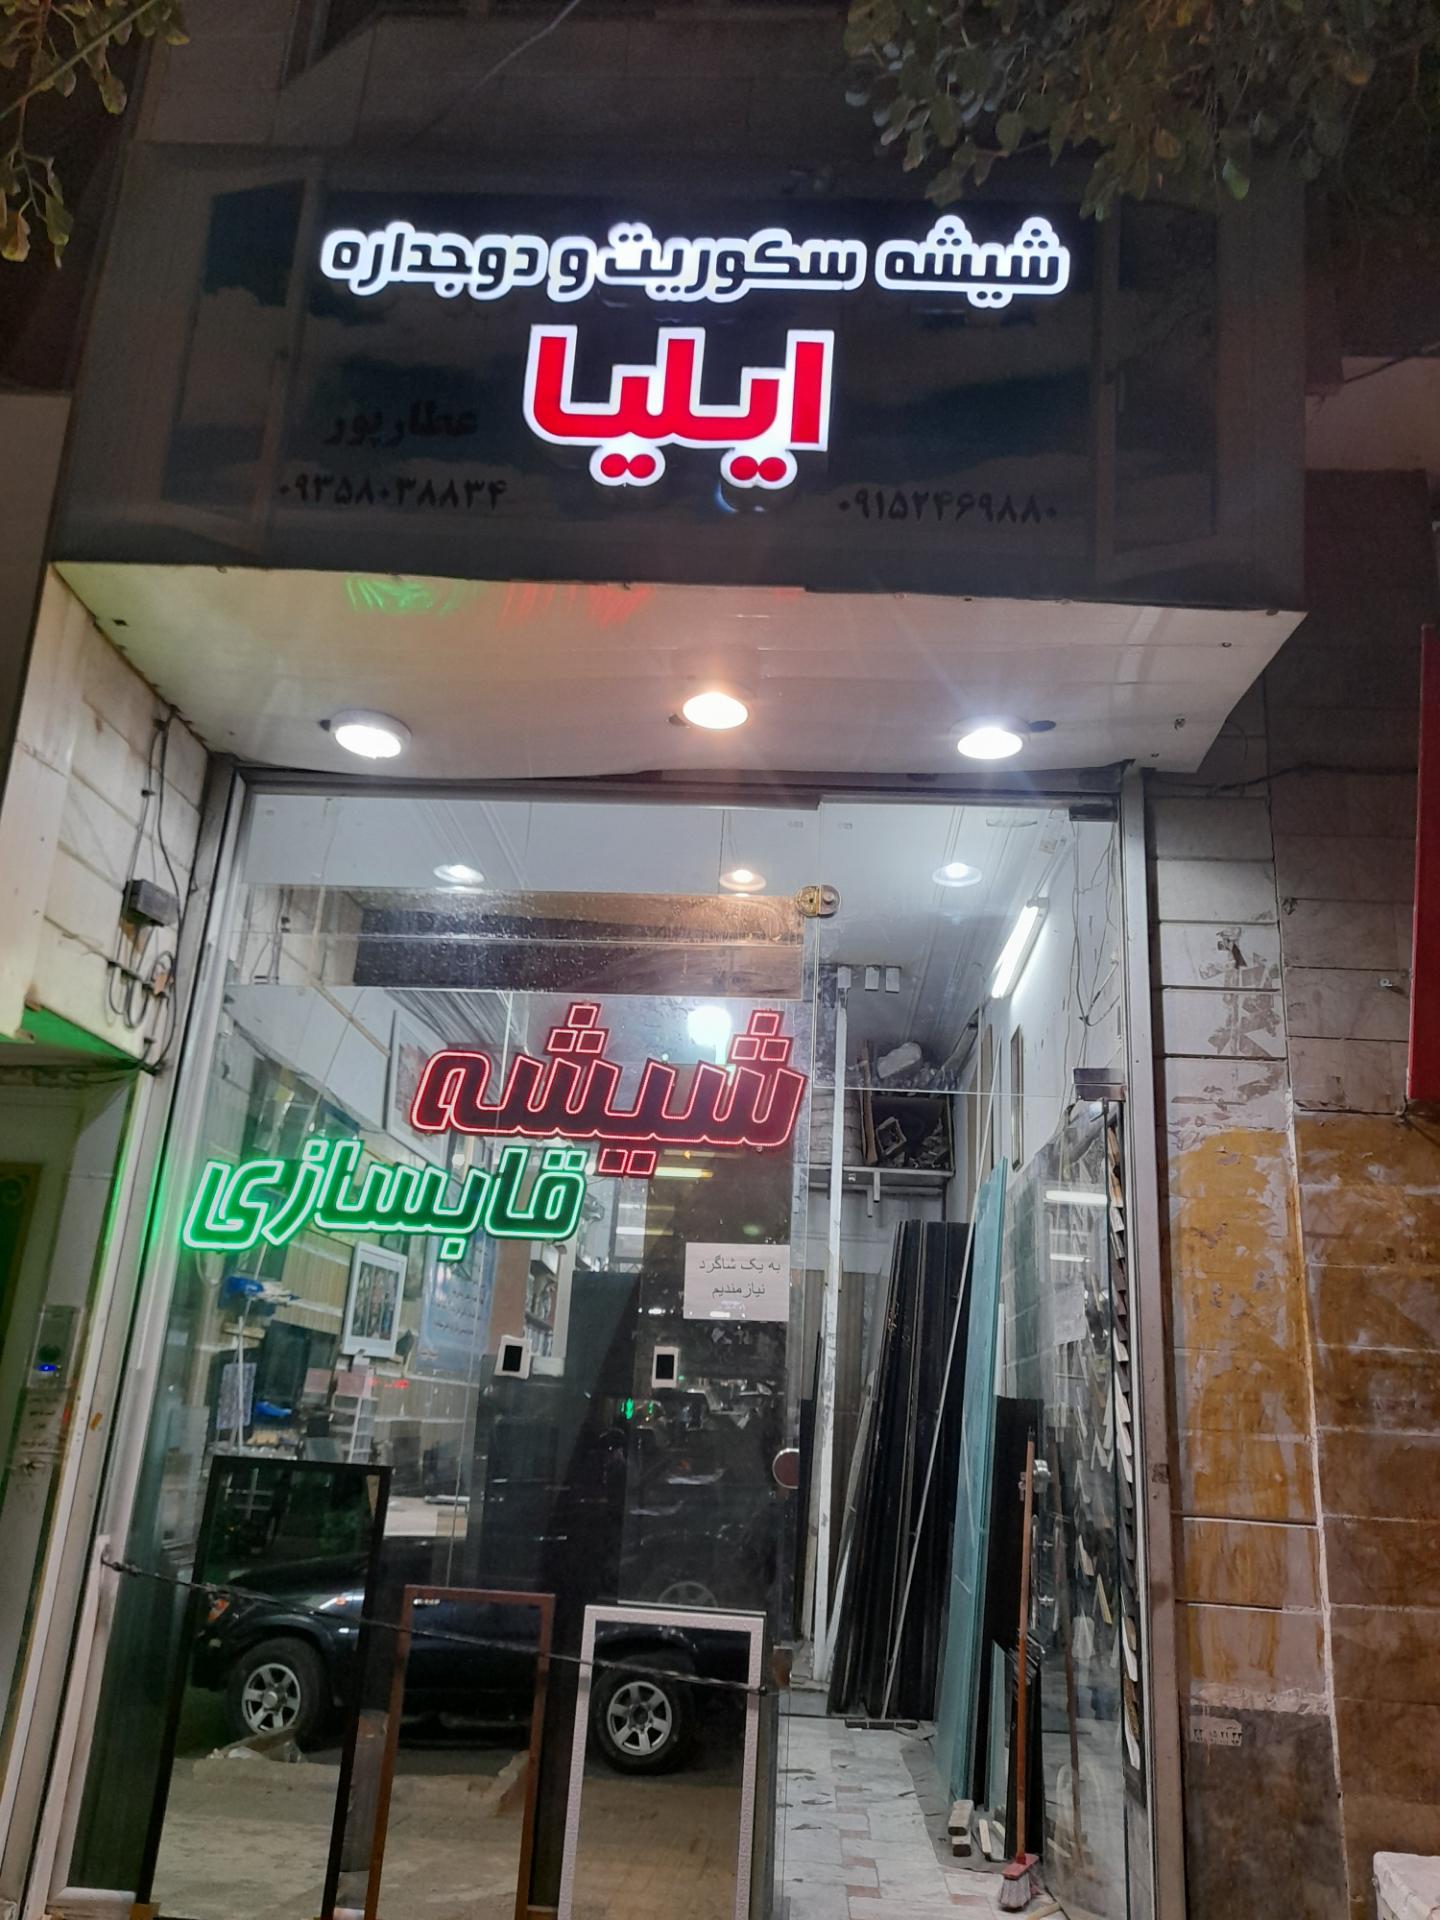 شیشه سکوریت و دوجداره
ایلیا
عطارپور
۰۹۳۵۸۰۳۸۸۳۴
۰۹۱۵۲۴۶۹۸۸۰
شیشه
قابسازی
به یک شاگرد
نیازمندیم